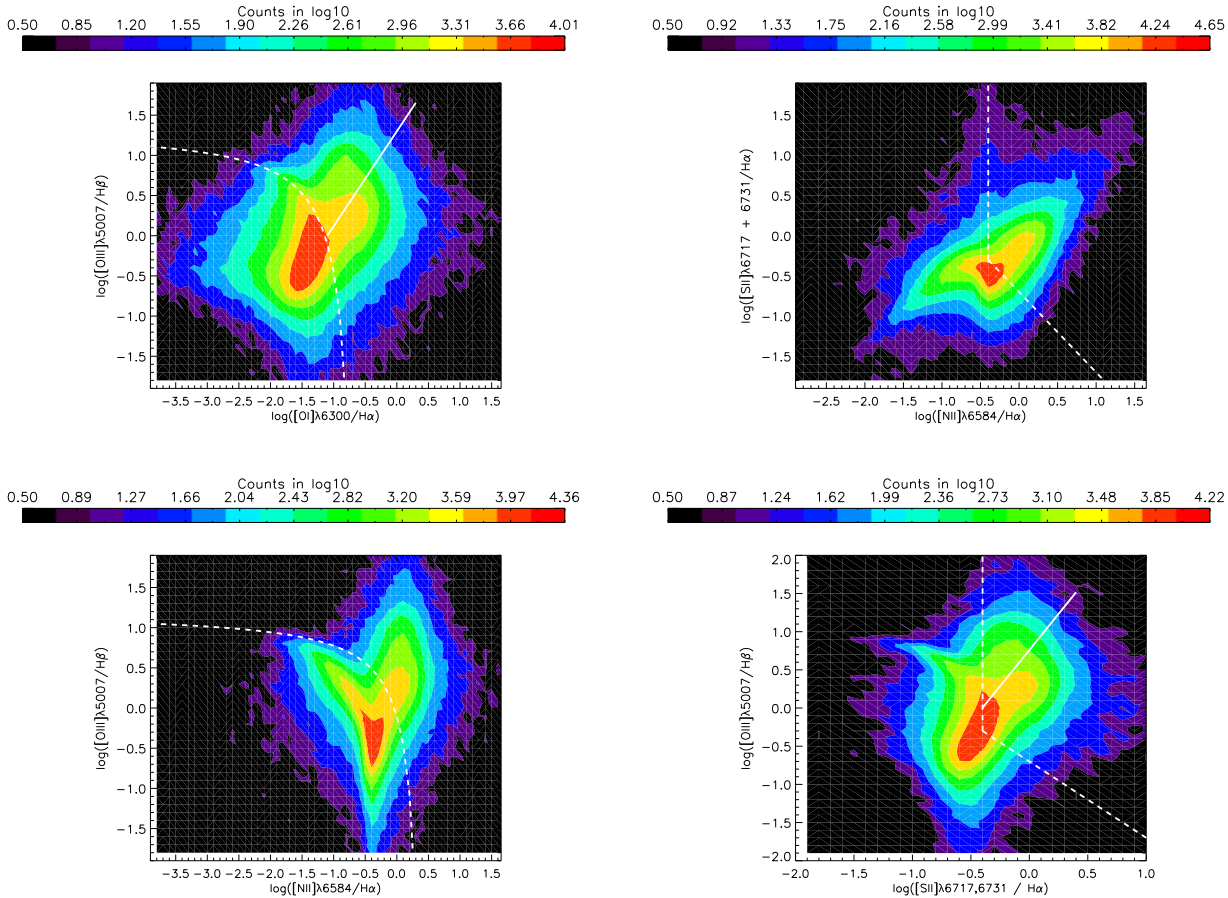 Counts in log10
0.50 0.85 1.20 1.55 1.90 2.26 2.61 2.96 3.31 3.66 4.01
1.5
1.0
0.5
0.0
−0.5
−1.0
−1.5
log([OIII]λ5007/Hβ)
−3.5 −3.0 −2.5 −2.0 −1.5 −1.0 −0.5 0.0 0.5 1.0 1.5
log([OI]λ6300/Hα)
Counts in log10
0.50 0.92 1.33 1.75 2.16 2.58 2.99 3.41 3.82 4.24 4.65
1.5
1.0
0.5
0.0
−0.5
−1.0
−1.5
log([SII]λ6717 + 6731/Hα)
−2.5 −2.0 −1.5 −1.0 −0.5 0.0 0.5 1.0 1.5
log([NII]λ6584/Hα)
Counts in log10
0.50 0.89 1.27 1.66 2.04 2.43 2.82 3.20 3.59 3.97 4.36
1.5
1.0
0.5
0.0
−0.5
−1.0
−1.5
log([OIII]λ5007/Hβ)
−3.5 −3.0 −2.5 −2.0 −1.5 −1.0 −0.5 0.0 0.5 1.0 1.5
log([NII]λ6584/Hα)
Counts in log10
0.50 0.87 1.24 1.62 1.99 2.36 2.73 3.10 3.48 3.85 4.22
2.0
1.5
1.0
0.5
0.0
−0.5
−1.0
−1.5
−2.0
log([OIII]λ5007/Hβ)
−2.0 −1.5 −1.0 −0.5 0.0 0.5 1.0
log([SII]λ6717,6731 / Hα)